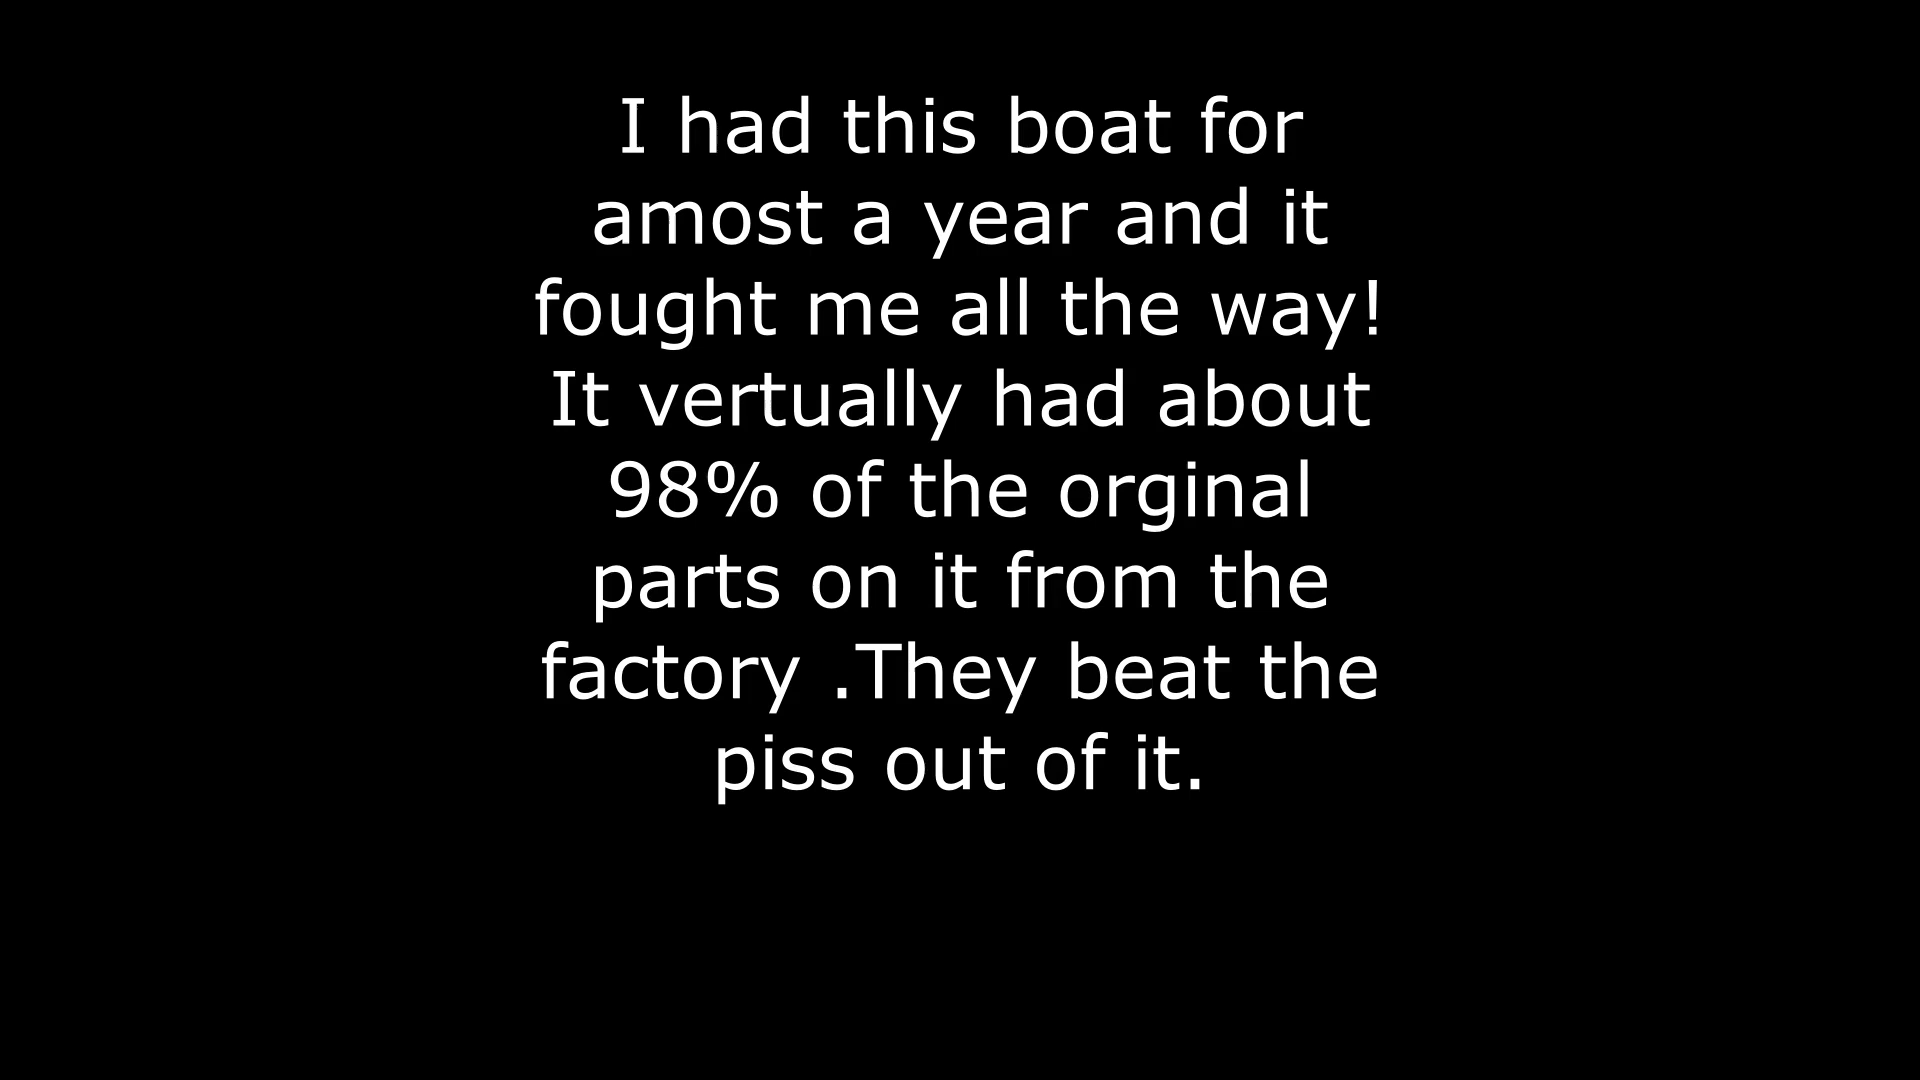 I had this boat for
amost a year and it
fought me all the way!
It vertually had about
98% of the orginal
parts on it from the
factory .They beat the
piss out of it.